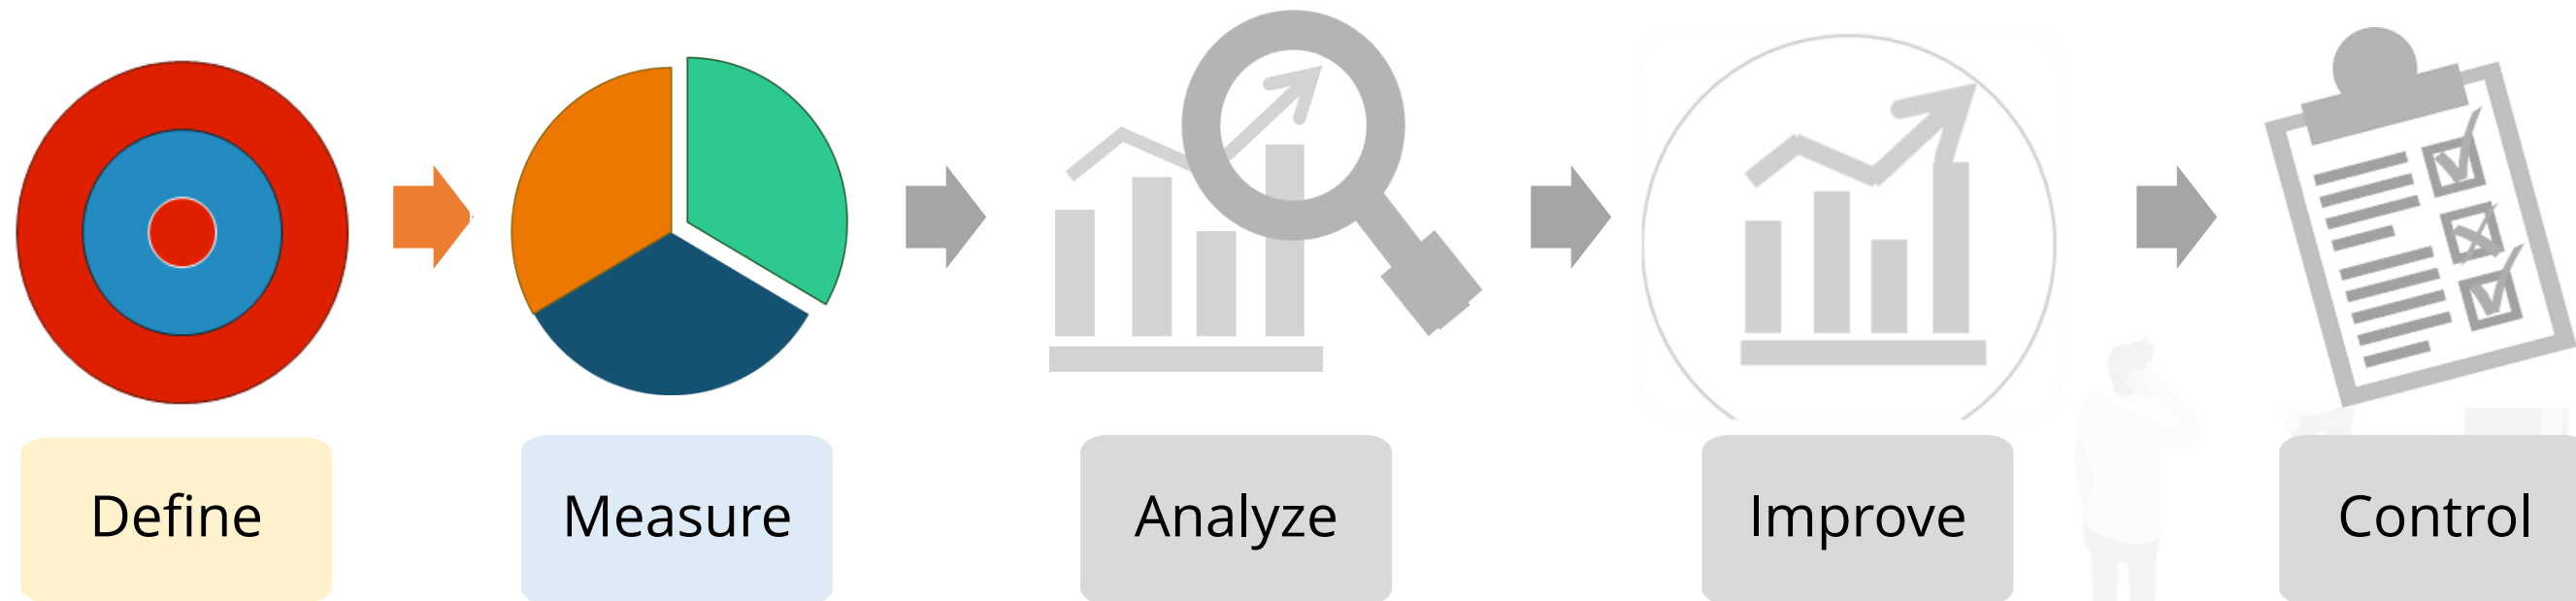 Define
Measure
Analyze
Improve
Control